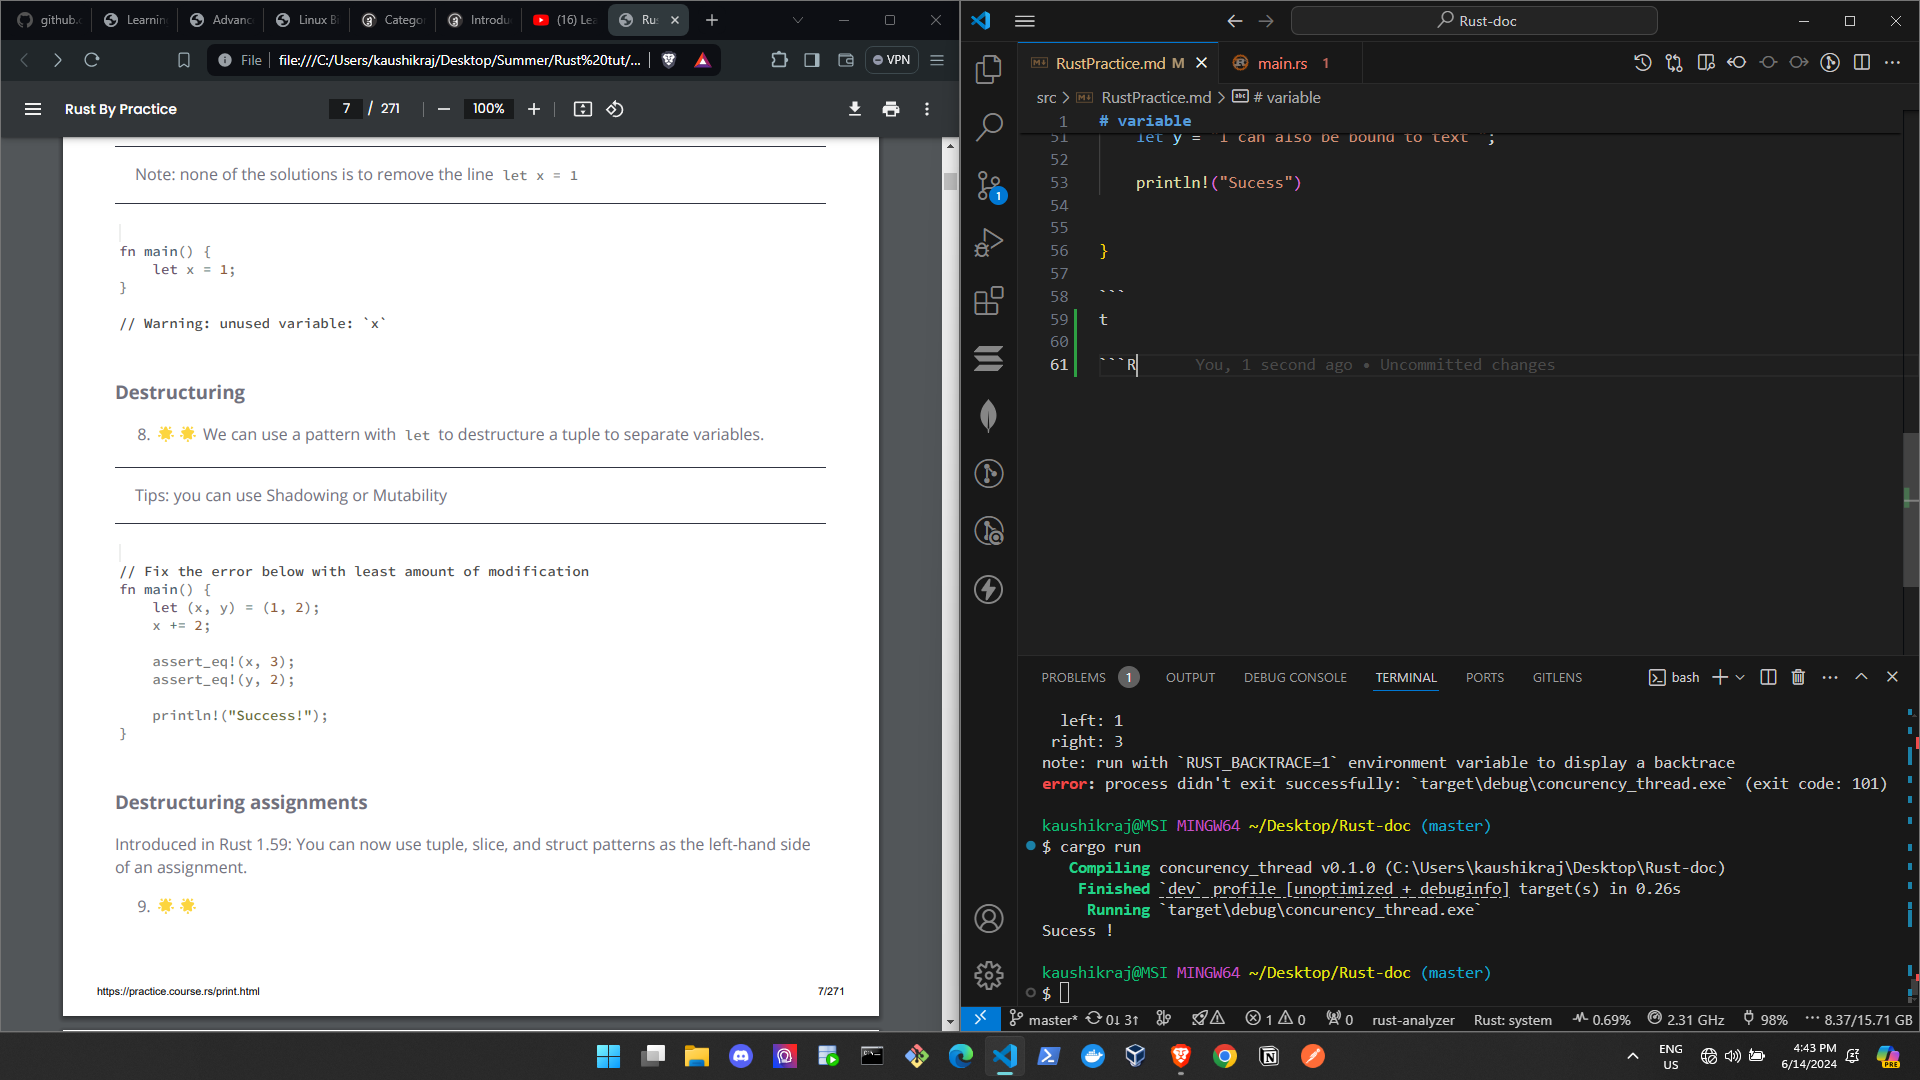 github.c
Learnin
Advanc
Linux Bi
Categor
Introdu
(16) Lea
Ru
File
file:///C:/Users/kaushikraj/Desktop/Summer/Rust%20tut/...
VPN
Rust By Practice
7 / 271
100%
Note: none of the solutions is to remove the line let x = 1
fn main() {
    let x = 1;
}
// Warning: unused variable: `x`
Destructuring
8. 🌟🌟 We can use a pattern with let to destructure a tuple to separate variables.
Tips: you can use Shadowing or Mutability
// Fix the error below with least amount of modification
fn main() {
    let (x, y) = (1, 2);
    x += 2;
    assert_eq!(x, 3);
    assert_eq!(y, 2);
    println!("Success!");
}
Destructuring assignments
Introduced in Rust 1.59: You can now use tuple, slice, and struct patterns as the left-hand side
of an assignment.
9. 🌟🌟
https://practice.course.rs/print.html
7/271
Rust-doc
RustPractice.md M
main.rs 1
src > RustPractice.md > # variable
1 # variable
51 let y = "I can also be bound to text ";
52
53 println!("Sucess")
54
55
56 }
57
58 ```
59 t
60
61 ```R You, 1 second ago • Uncommitted changes
1
PROBLEMS 1 OUTPUT DEBUG CONSOLE TERMINAL PORTS GITLENS
bash
left: 1
right: 3
note: run with `RUST_BACKTRACE=1` environment variable to display a backtrace
error: process didn't exit successfully: `target\debug\concurency_thread.exe` (exit code: 101)
kaushikraj@MSI MINGW64 ~/Desktop/Rust-doc (master)
$ cargo run
Compiling concurency_thread v0.1.0 (C:\Users\kaushikraj\Desktop\Rust-doc)
Finished `dev` profile [unoptimized + debuginfo] target(s) in 0.26s
Running `target\debug\concurency_thread.exe`
Sucess !
kaushikraj@MSI MINGW64 ~/Desktop/Rust-doc (master)
$
master* 0↓ 3↑ 1 0 0 rust-analyzer Rust: system 0.69% 2.31 GHz 98% 8.37/15.71 GB
ENG
US
4:43 PM
6/14/2024
PRE